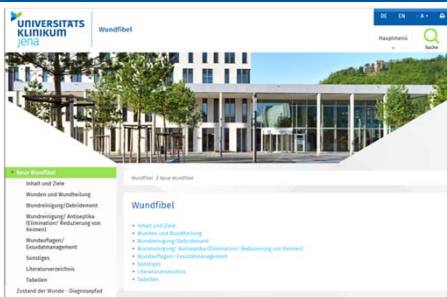 UNIVERSITÄTS
KLINIKUM
jena
Wundfibel
DE EN - A + 
Hauptmenü
Suche
Neue Wundfibel
Inhalt und Ziele
Wunden und Wundheilung
Wundreinigung/Debridement
Wundreinigung/ Antiseptika
(Elimination/ Reduzierung von
Keimen)
Wundauflagen/
Exsudatmanagement
Sonstiges
Literaturverzeichnis
Tabellen
Zustand der Wunde - Diagnosepfad
Wundfibel / Neue Wundfibel
Wundfibel
Inhalt und Ziele
Wunden und Wundheilung
Wundreinigung/Debridement
Wundreinigung/ Antiseptika (Elimination/ Reduzierung von Keimen)
Wundauflagen/ Exsudatmanagement
Sonstiges
Literaturverzeichnis
Tabellen